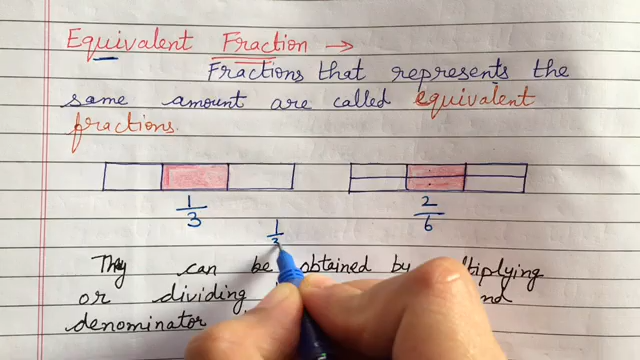 Equivalent Fraction →
Fractions that represents the
same amount are called equivalent
fractions.
1/3 2/6
1/3
They can be obtained by
or dividing
denominator